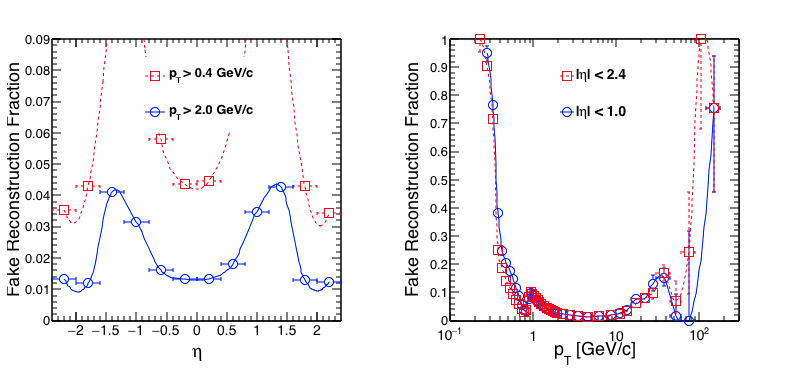 Fake Reconstruction Fraction
0.09
0.08
0.07
0.06
0.05
0.04
0.03
0.02
0.01
0
−2 −1.5 −1 −0.5 0 0.5 1 1.5 2
η
p_T > 0.4 GeV/c
p_T > 2.0 GeV/c
Fake Reconstruction Fraction
1
0.9
0.8
0.7
0.6
0.5
0.4
0.3
0.2
0.1
0
10⁻¹ 1 10 10²
p_T [GeV/c]
|η| < 2.4
|η| < 1.0